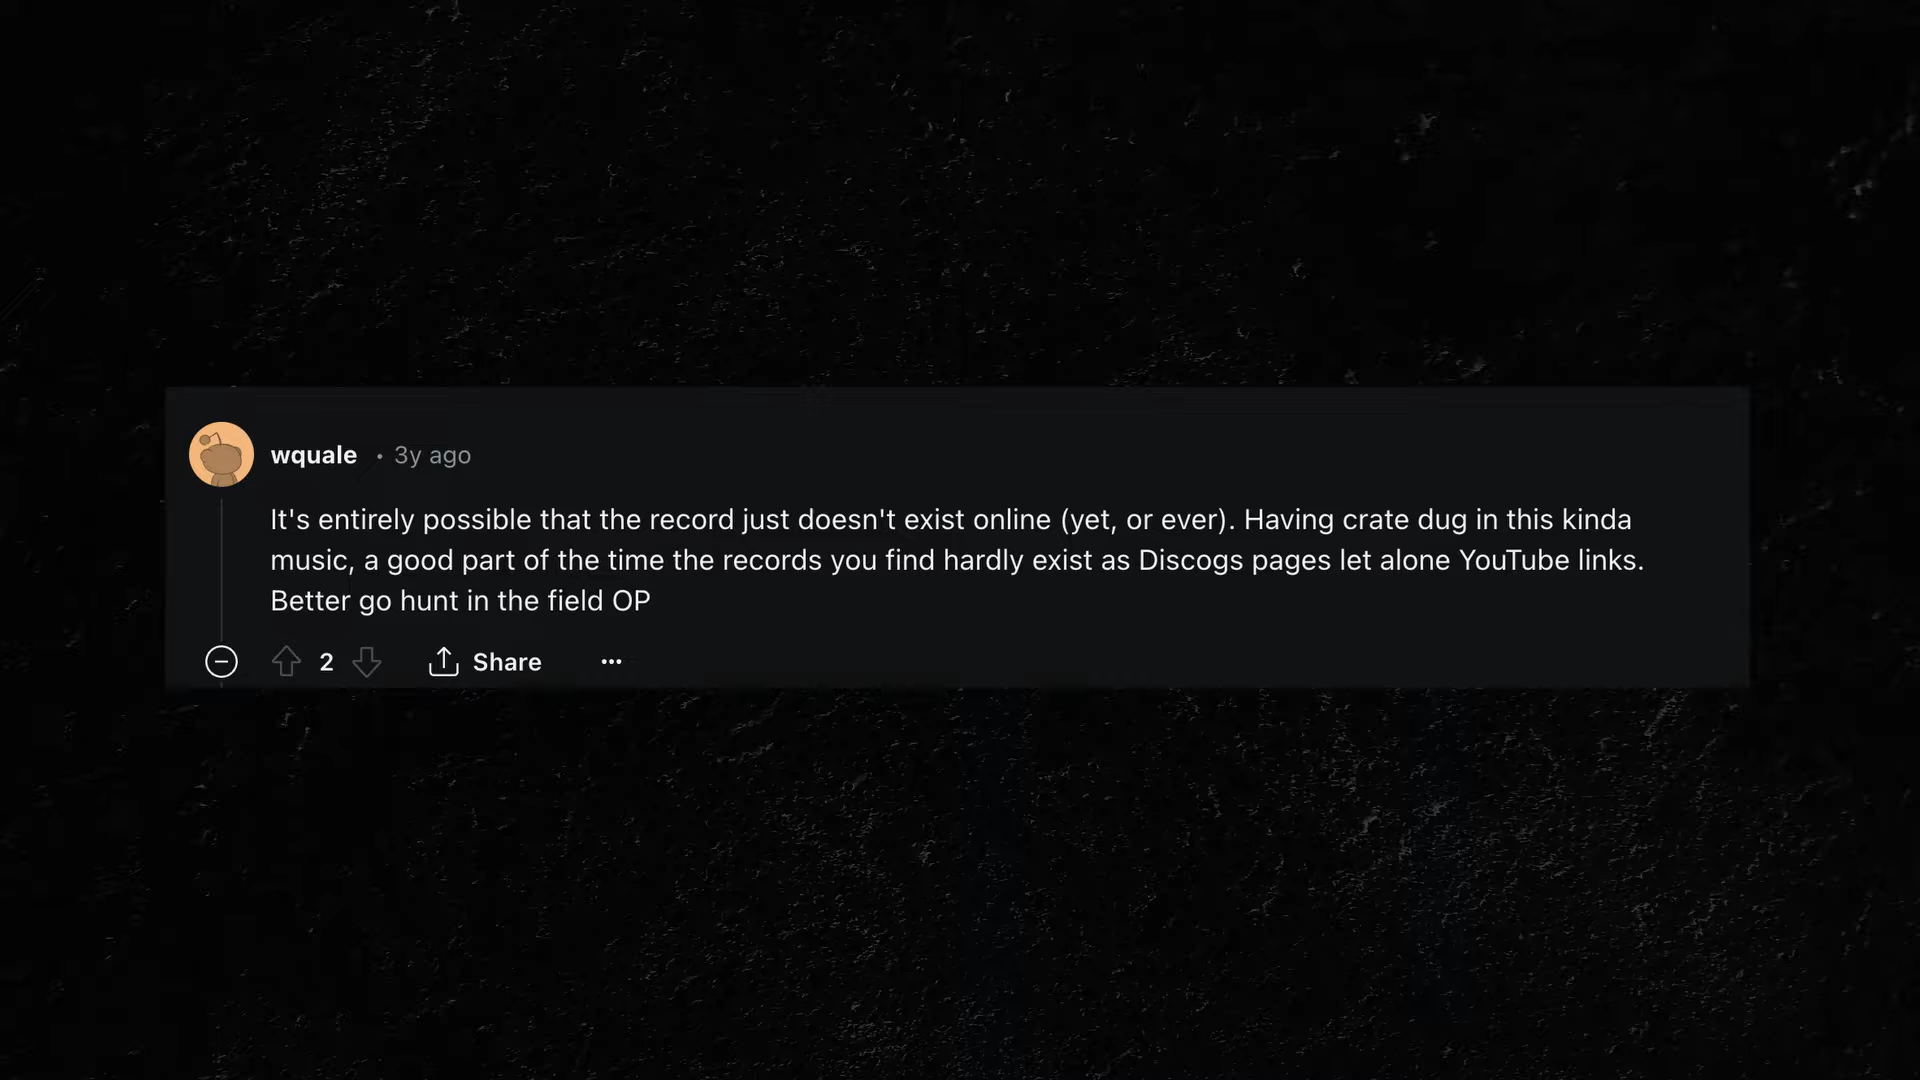 wquale • 3y ago
It's entirely possible that the record just doesn't exist online (yet, or ever). Having crate dug in this kinda
music, a good part of the time the records you find hardly exist as Discogs pages let alone YouTube links.
Better go hunt in the field OP
2 Share ...